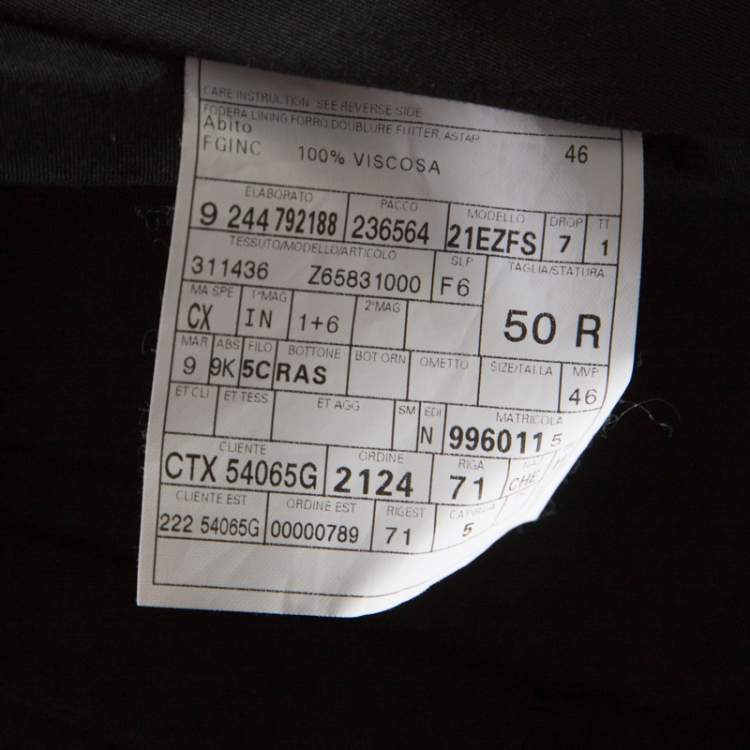 CARE INSTRUCTION SEE REVERSE SIDE
FODERA LINING FORRO DOUBLURE FUTTER ASTAR
Abito 46
FGINC 100% VISCOSA
ELABORATO PACCO MODELLO DROP TT
9 244 792188 236564 21EZFS 7 1
TESSUTO/MODELLO/ARTICOLO SLP TAGLIA/STATURA
311436 Z65831000 F6 50 R
MA SPE 1°MAG 2°MAG
CX IN 1+6
MAR ABS FILO BOTTONE BOT ORN OMETTO SIZE/TALLA MVP
9 9K 5C RAS 46
ET CLI ET TESS ET AGG SM EDI MATRICOLA
N 996011 5
CLIENTE ORDINE RIGA
CTX 54065G 2124 71 CHE
CLIENTE EST ORDINE EST RIGEST
222 54065G 00000789 71 5